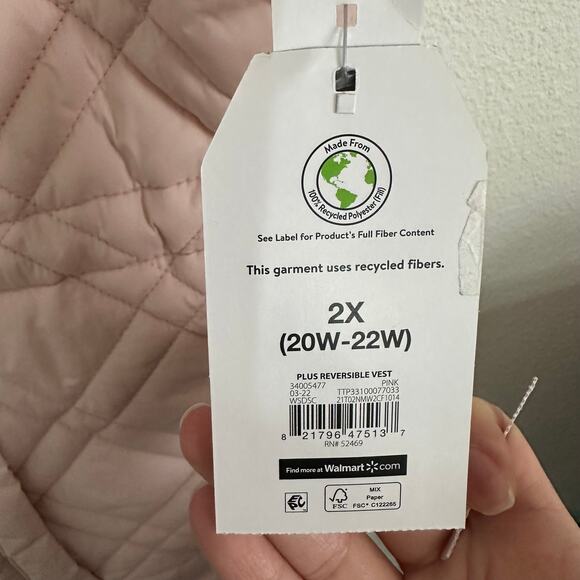 Made From
100% Recycled Polyester (Fill)
See Label for Product's Full Fiber Content
This garment uses recycled fibers.
2X
(20W-22W)
PLUS REVERSIBLE VEST
34005477 PINK
03-22 TTP33100077033
WSDSC 21T02NMW2CF1014
8 21796 47513 7
RN# 52469
Find more at Walmart.com
FSC
MIX
Paper
FSC® C122265